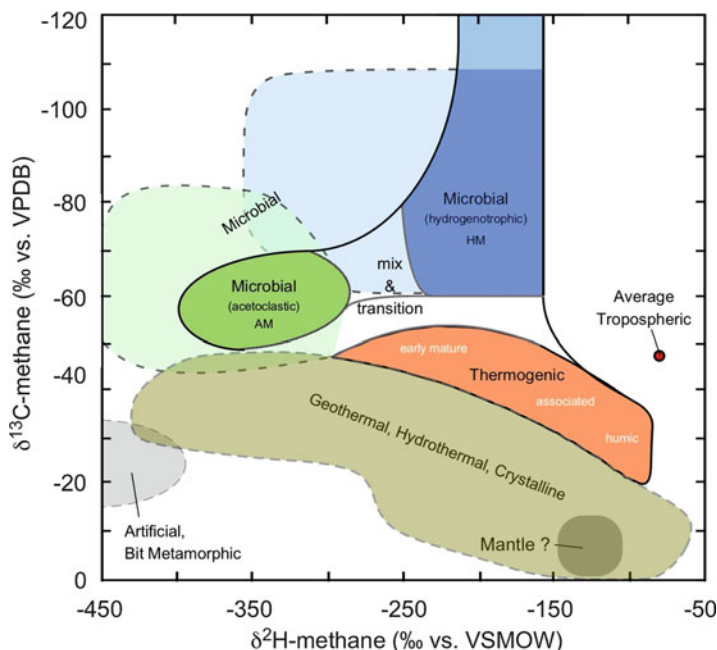 -120
-100
-80
-60
-40
-20
0
δ13C-methane (‰ vs. VPDB)
Microbial
Microbial
(hydrogenotrophic)
HM
mix
&
transition
Microbial
(acetoclastic)
AM
Average
Tropospheric
early mature
Thermogenic
associated
humic
Geothermal, Hydrothermal, Crystalline
Artificial,
Bit Metamorphic
Mantle ?
-450
-350
-250
-150
-50
δ2H-methane (‰ vs. VSMOW)